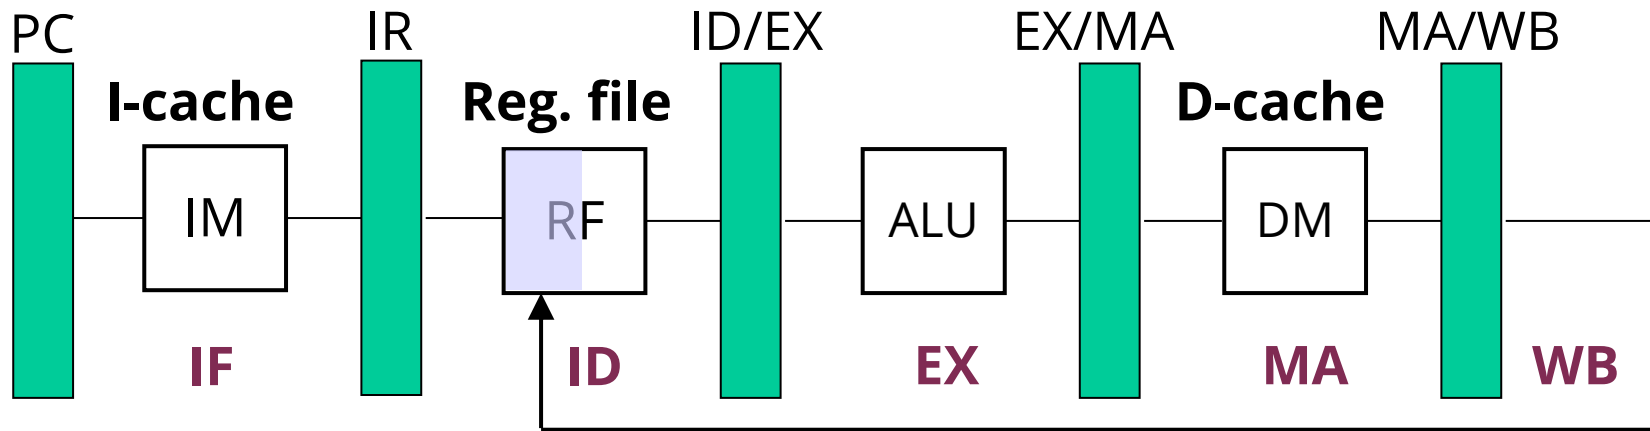 PC IR ID/EX EX/MA MA/WB
I-cache Reg. file D-cache
IM RF ALU DM
IF ID EX MA WB